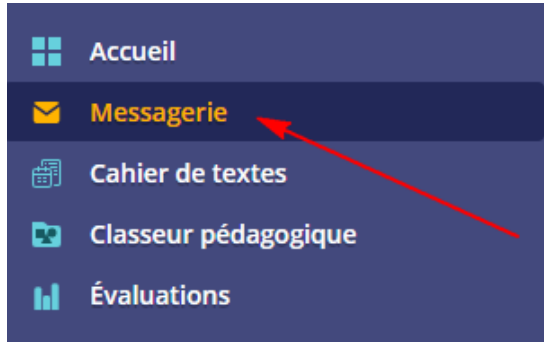 Accueil
Messagerie
Cahier de textes
Classeur pédagogique
Évaluations